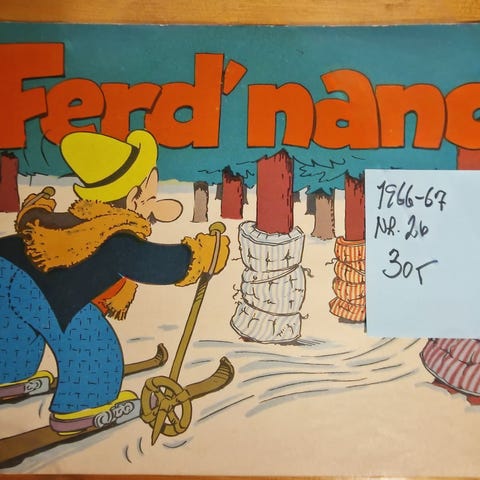 Ferd'nand
1966-67
NR. 26
30,-